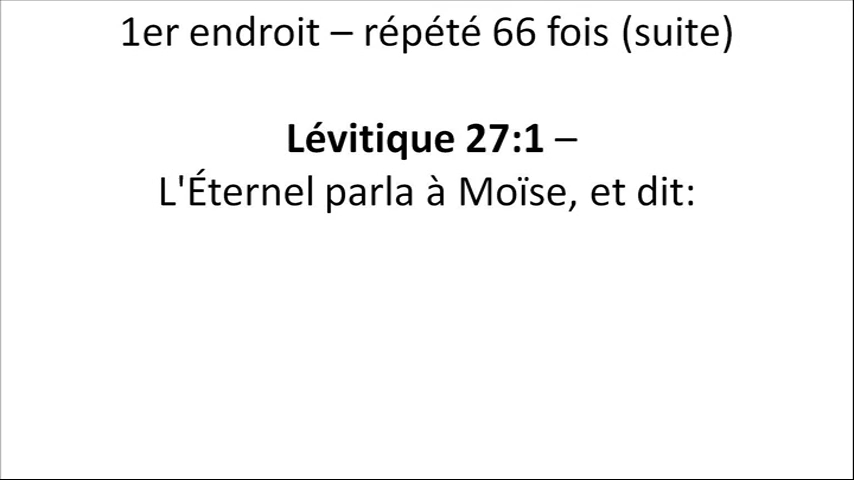 1er endroit – répété 66 fois (suite)
Lévitique 27:1 –
L'Éternel parla à Moïse, et dit: